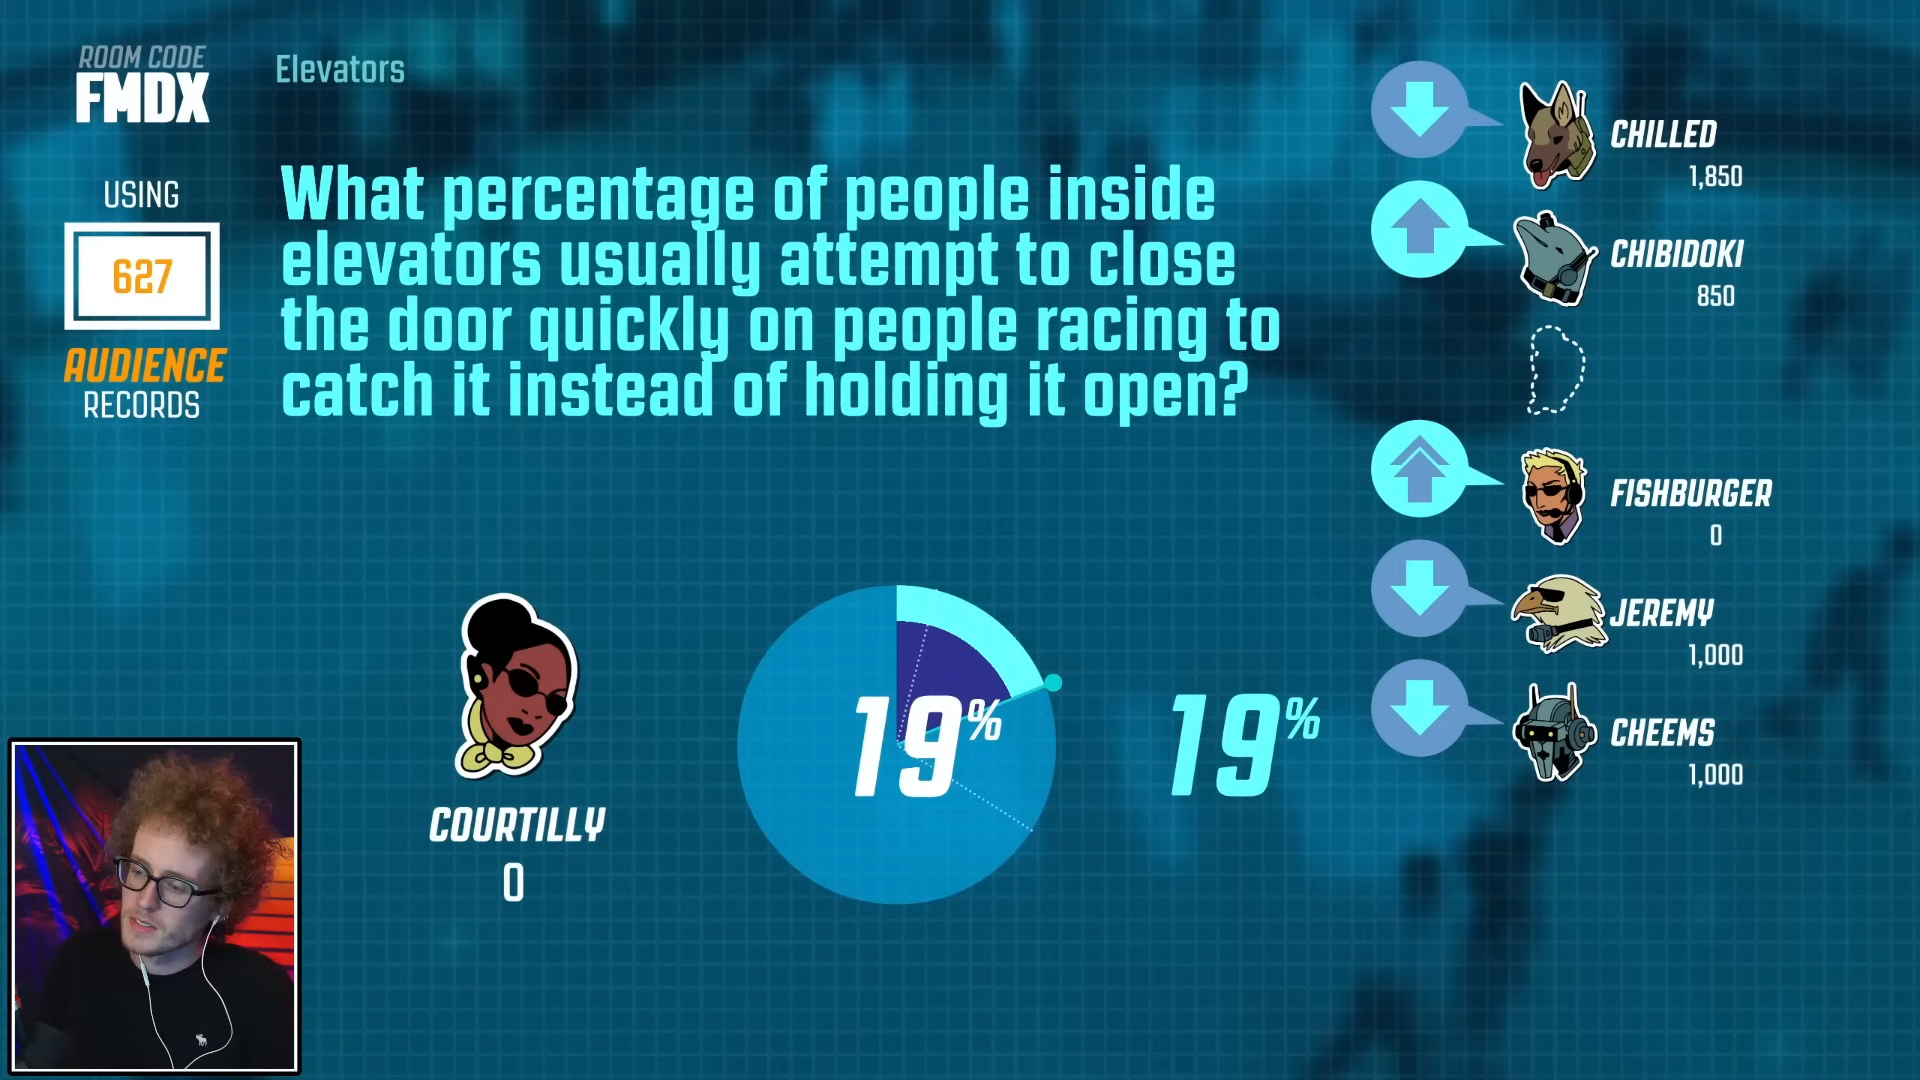 ROOM CODE
FMDX
Elevators
USING
627
AUDIENCE
RECORDS
What percentage of people inside
elevators usually attempt to close
the door quickly on people racing to
catch it instead of holding it open?
COURTILLY
0
19%
19%
CHILLED
1,850
CHIBIDOKI
850
FISHBURGER
0
JEREMY
1,000
CHEEMS
1,000